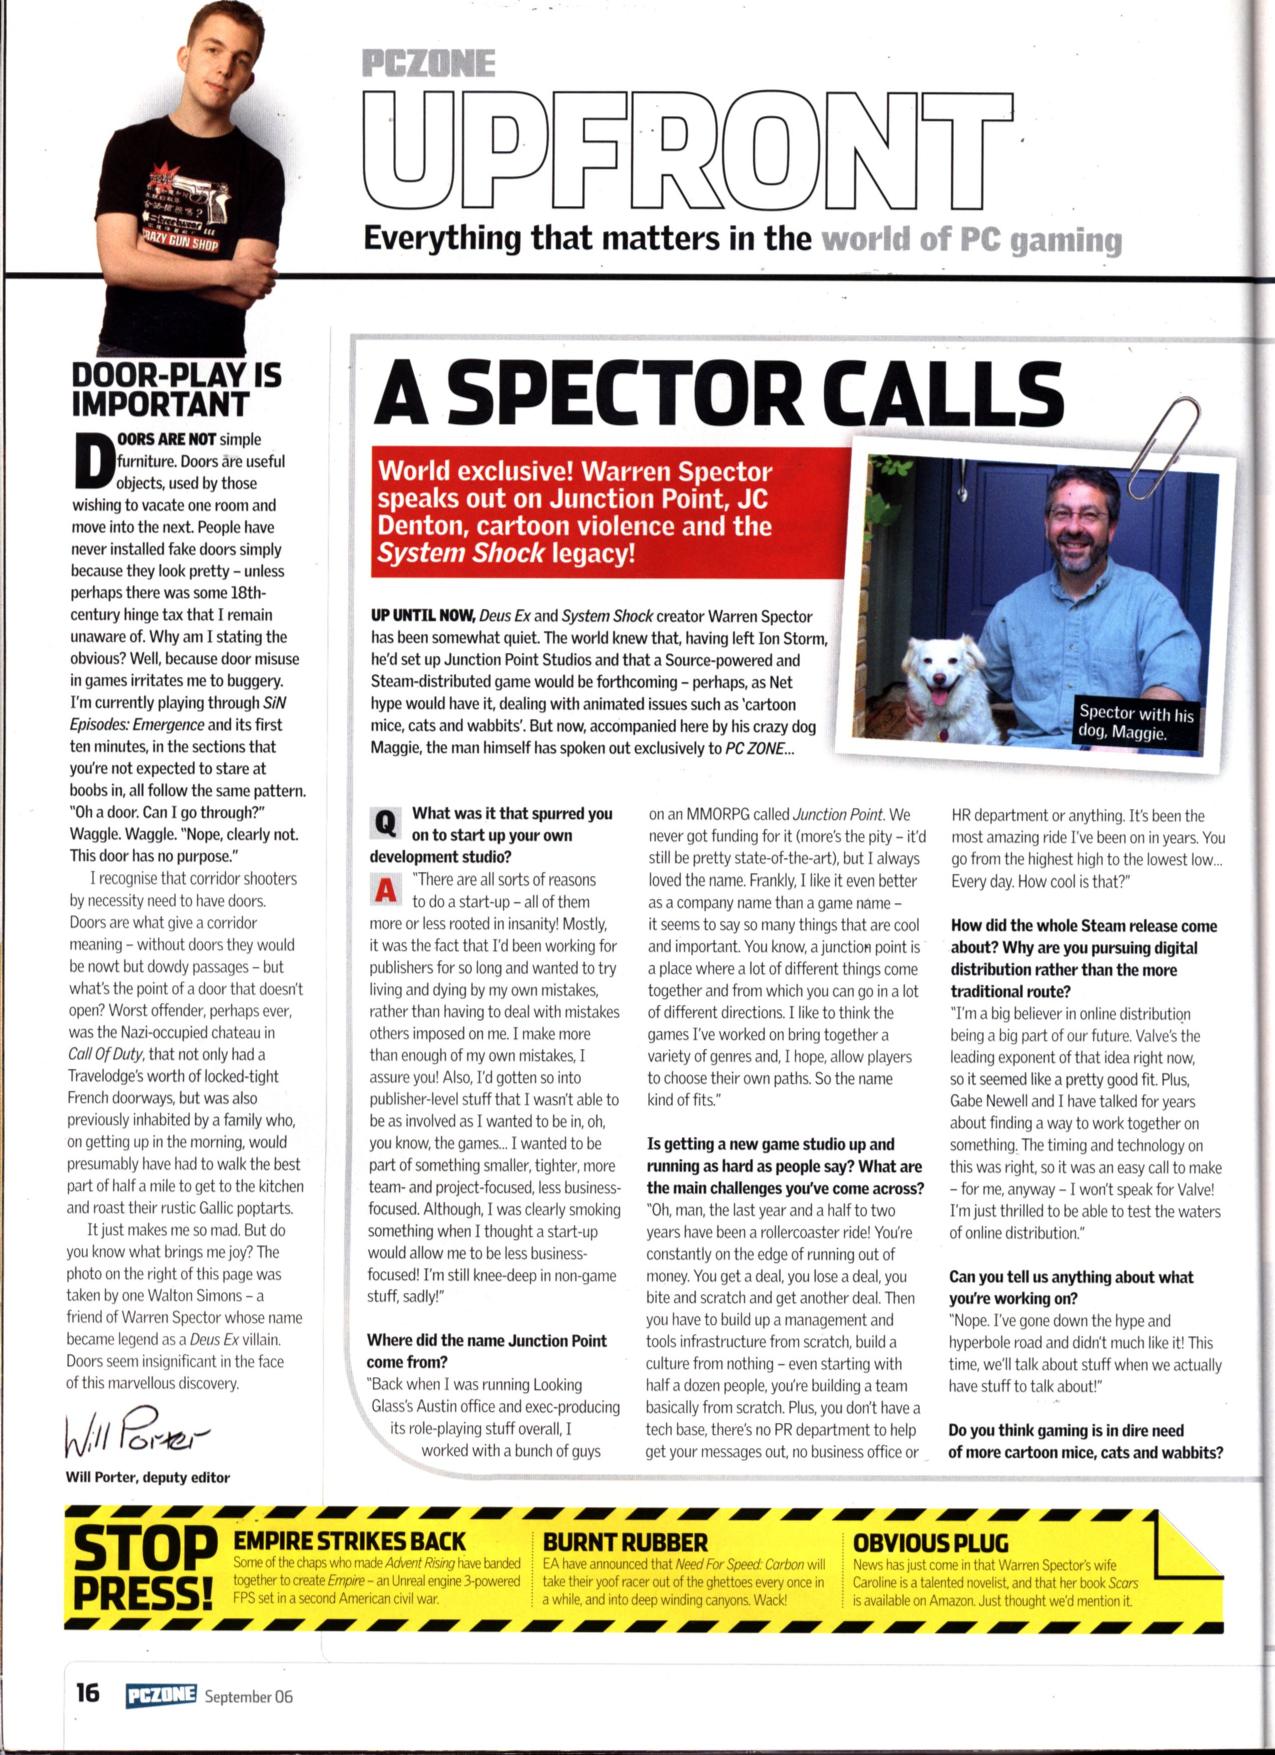 PCZONE
UPFRONT
Everything that matters in the world of PC gaming
CRAZY GUN SHOP
DOOR-PLAY IS
IMPORTANT
DOORS ARE NOT simple
furniture. Doors are useful
objects, used by those
wishing to vacate one room and
move into the next. People have
never installed fake doors simply
because they look pretty – unless
perhaps there was some 18th-
century hinge tax that I remain
unaware of. Why am I stating the
obvious? Well, because door misuse
in games irritates me to buggery.
I'm currently playing through SiN
Episodes: Emergence and its first
ten minutes, in the sections that
you're not expected to stare at
boobs in, all follow the same pattern.
"Oh a door. Can I go through?"
Waggle. Waggle. "Nope, clearly not.
This door has no purpose."
I recognise that corridor shooters
by necessity need to have doors.
Doors are what give a corridor
meaning – without doors they would
be nowt but dowdy passages – but
what's the point of a door that doesn't
open? Worst offender, perhaps ever,
was the Nazi-occupied chateau in
Call Of Duty, that not only had a
Travelodge's worth of locked-tight
French doorways, but was also
previously inhabited by a family who,
on getting up in the morning, would
presumably have had to walk the best
part of half a mile to get to the kitchen
and roast their rustic Gallic poptarts.
It just makes me so mad. But do
you know what brings me joy? The
photo on the right of this page was
taken by one Walton Simons – a
friend of Warren Spector whose name
became legend as a Deus Ex villain.
Doors seem insignificant in the face
of this marvellous discovery.
Will Porter
Will Porter, deputy editor
A SPECTOR CALLS
World exclusive! Warren Spector
speaks out on Junction Point, JC
Denton, cartoon violence and the
System Shock legacy!
UP UNTIL NOW, Deus Ex and System Shock creator Warren Spector
has been somewhat quiet. The world knew that, having left Ion Storm,
he'd set up Junction Point Studios and that a Source-powered and
Steam-distributed game would be forthcoming – perhaps, as Net
hype would have it, dealing with animated issues such as 'cartoon
mice, cats and wabbits'. But now, accompanied here by his crazy dog
Maggie, the man himself has spoken out exclusively to PC ZONE...
Spector with his
dog, Maggie.
Q What was it that spurred you
on to start up your own
development studio?
A "There are all sorts of reasons
to do a start-up – all of them
more or less rooted in insanity! Mostly,
it was the fact that I'd been working for
publishers for so long and wanted to try
living and dying by my own mistakes,
rather than having to deal with mistakes
others imposed on me. I make more
than enough of my own mistakes, I
assure you! Also, I'd gotten so into
publisher-level stuff that I wasn't able to
be as involved as I wanted to be in, oh,
you know, the games... I wanted to be
part of something smaller, tighter, more
team- and project-focused, less business-
focused. Although, I was clearly smoking
something when I thought a start-up
would allow me to be less business-
focused! I'm still knee-deep in non-game
stuff, sadly!"
Where did the name Junction Point
come from?
"Back when I was running Looking
Glass's Austin office and exec-producing
its role-playing stuff overall, I
worked with a bunch of guys
on an MMORPG called Junction Point. We
never got funding for it (more's the pity – it'd
still be pretty state-of-the-art), but I always
loved the name. Frankly, I like it even better
as a company name than a game name –
it seems to say so many things that are cool
and important. You know, a junction point is
a place where a lot of different things come
together and from which you can go in a lot
of different directions. I like to think the
games I've worked on bring together a
variety of genres and, I hope, allow players
to choose their own paths. So the name
kind of fits."
Is getting a new game studio up and
running as hard as people say? What are
the main challenges you've come across?
"Oh, man, the last year and a half to two
years have been a rollercoaster ride! You're
constantly on the edge of running out of
money. You get a deal, you lose a deal, you
bite and scratch and get another deal. Then
you have to build up a management and
tools infrastructure from scratch, build a
culture from nothing – even starting with
half a dozen people, you're building a team
basically from scratch. Plus, you don't have a
tech base, there's no PR department to help
get your messages out, no business office or
HR department or anything. It's been the
most amazing ride I've been on in years. You
go from the highest high to the lowest low...
Every day. How cool is that?"
How did the whole Steam release come
about? Why are you pursuing digital
distribution rather than the more
traditional route?
"I'm a big believer in online distribution
being a big part of our future. Valve's the
leading exponent of that idea right now,
so it seemed like a pretty good fit. Plus,
Gabe Newell and I have talked for years
about finding a way to work together on
something. The timing and technology on
this was right, so it was an easy call to make
– for me, anyway – I won't speak for Valve!
I'm just thrilled to be able to test the waters
of online distribution."
Can you tell us anything about what
you're working on?
"Nope. I've gone down the hype and
hyperbole road and didn't much like it! This
time, we'll talk about stuff when we actually
have stuff to talk about!"
Do you think gaming is in dire need
of more cartoon mice, cats and wabbits?
STOP
PRESS!
EMPIRE STRIKES BACK
Some of the chaps who made Advent Rising have banded
together to create Empire – an Unreal engine 3-powered
FPS set in a second American civil war.
BURNT RUBBER
EA have announced that Need For Speed: Carbon will
take their yoof racer out of the ghettoes every once in
a while, and into deep winding canyons. Wack!
OBVIOUS PLUG
News has just come in that Warren Spector's wife
Caroline is a talented novelist, and that her book Scars
is available on Amazon. Just thought we'd mention it.
16 PCZONE September 06